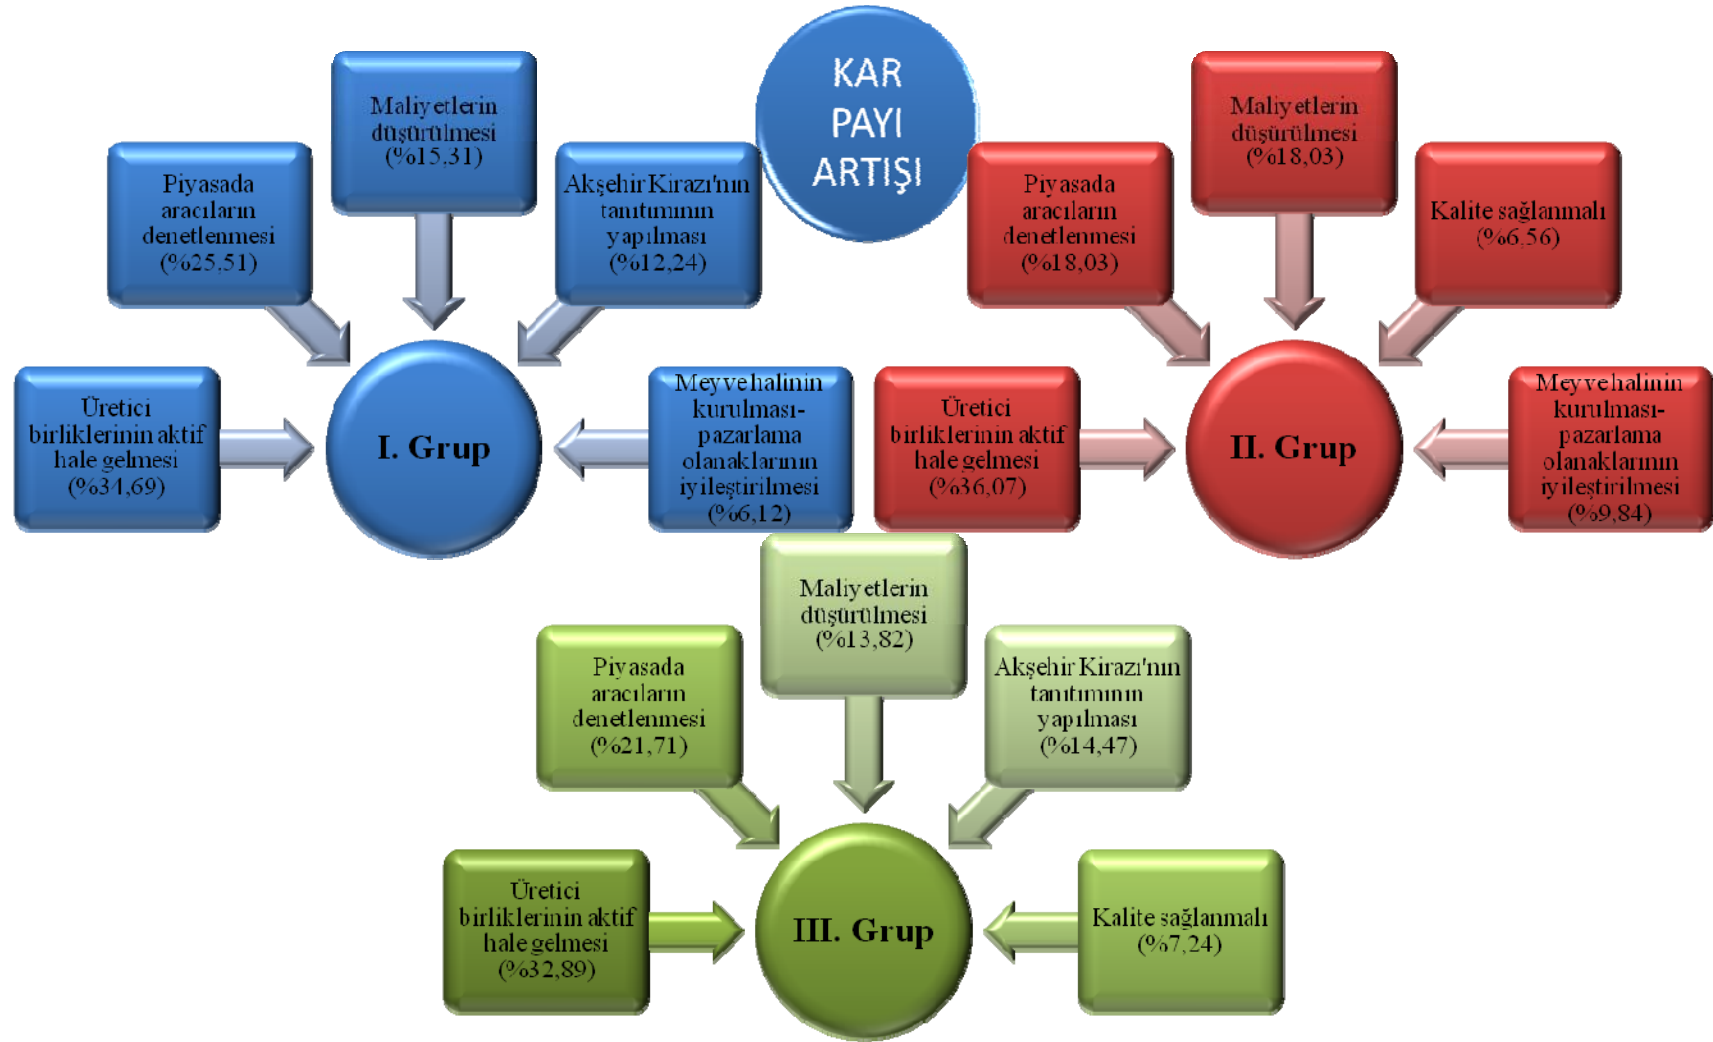 KAR
PAYI
ARTIŞI
Maliyetlerin
düşürülmesi
(%15,31)
Piyasada
aracıların
denetlenmesi
(%25,51)
Akşehir Kirazı'nın
tanıtımının
yapılması
(%12,24)
Üretici
birliklerinin aktif
hale gelmesi
(%34,69)
I. Grup
Meyve halinin
kurulması-
pazarlama
olanaklarının
iyileştirilmesi
(%6,12)
Maliyetlerin
düşürülmesi
(%18,03)
Piyasada
aracıların
denetlenmesi
(%18,03)
Kalite sağlanmalı
(%6,56)
Üretici
birliklerinin aktif
hale gelmesi
(%36,07)
II. Grup
Meyve halinin
kurulması-
pazarlama
olanaklarının
iyileştirilmesi
(%9,84)
Maliyetlerin
düşürülmesi
(%13,82)
Piyasada
aracıların
denetlenmesi
(%21,71)
Akşehir Kirazı'nın
tanıtımının
yapılması
(%14,47)
Üretici
birliklerinin aktif
hale gelmesi
(%32,89)
III. Grup
Kalite sağlanmalı
(%7,24)